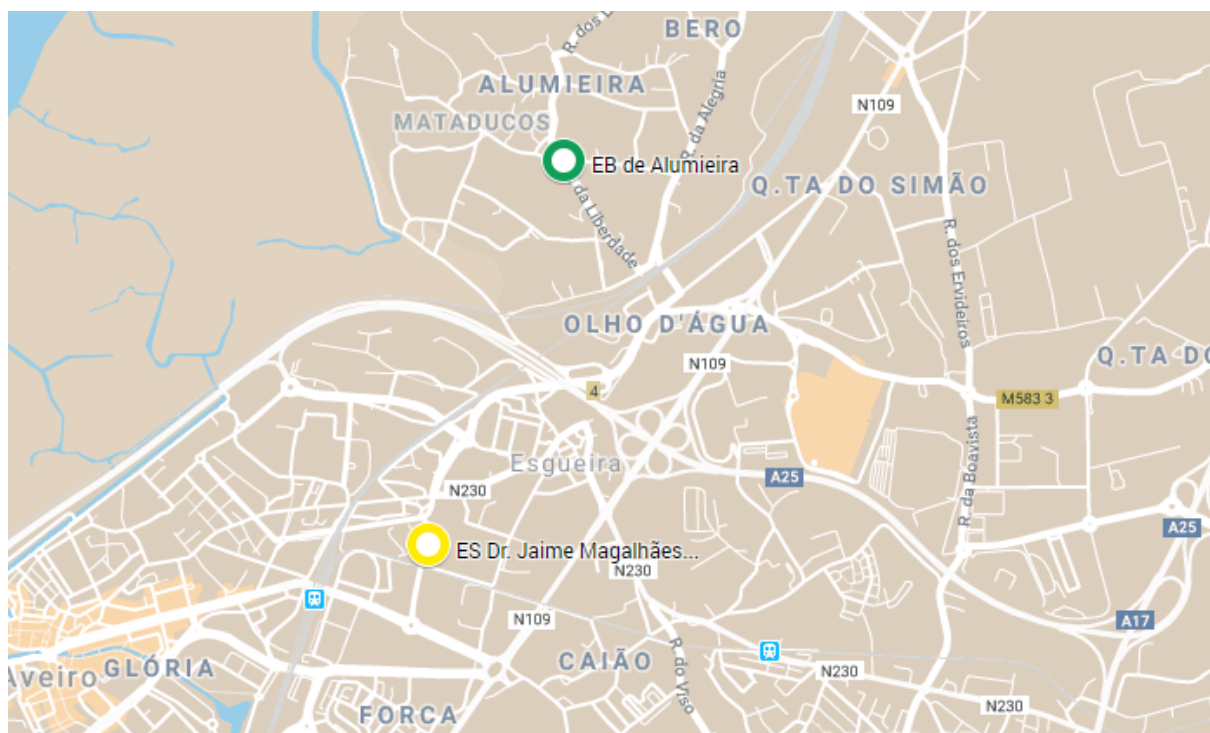 BERO
R. dos
ALUMIEIRA
N109
MATADUCOS
R. da Alegria
EB de Alumieira
Q.TA DO SIMÃO
da Liberdade
R. dos Ervideiros
OLHO D'ÁGUA
Q.TA DO
N109
4
M583 3
Esgueira
R. da Boavista
A25
N230
A25
ES Dr. Jaime Magalhães...
N230
N109
A17
CAIÃO
R. do Viso
GLÓRIA
Aveiro
N230
N230
FORCA